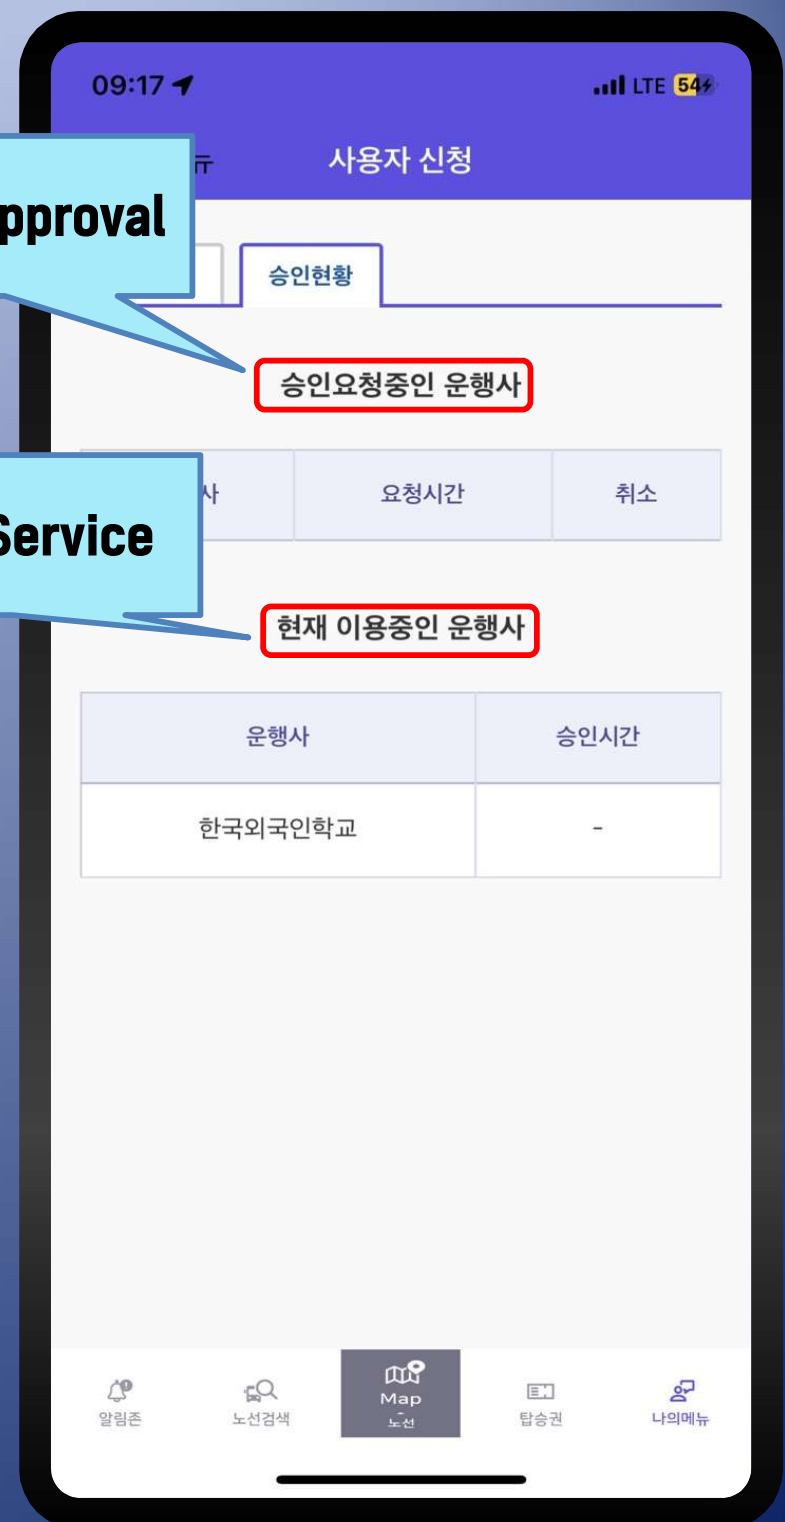 09:17
LTE 54
뉴
사용자 신청
pproval
승인현황
승인요청중인 운행사
사 요청시간 취소
Service
현재 이용중인 운행사
운행사 승인시간
한국외국인학교 -
알림존 노선검색 Map - 노선 탑승권 나의메뉴